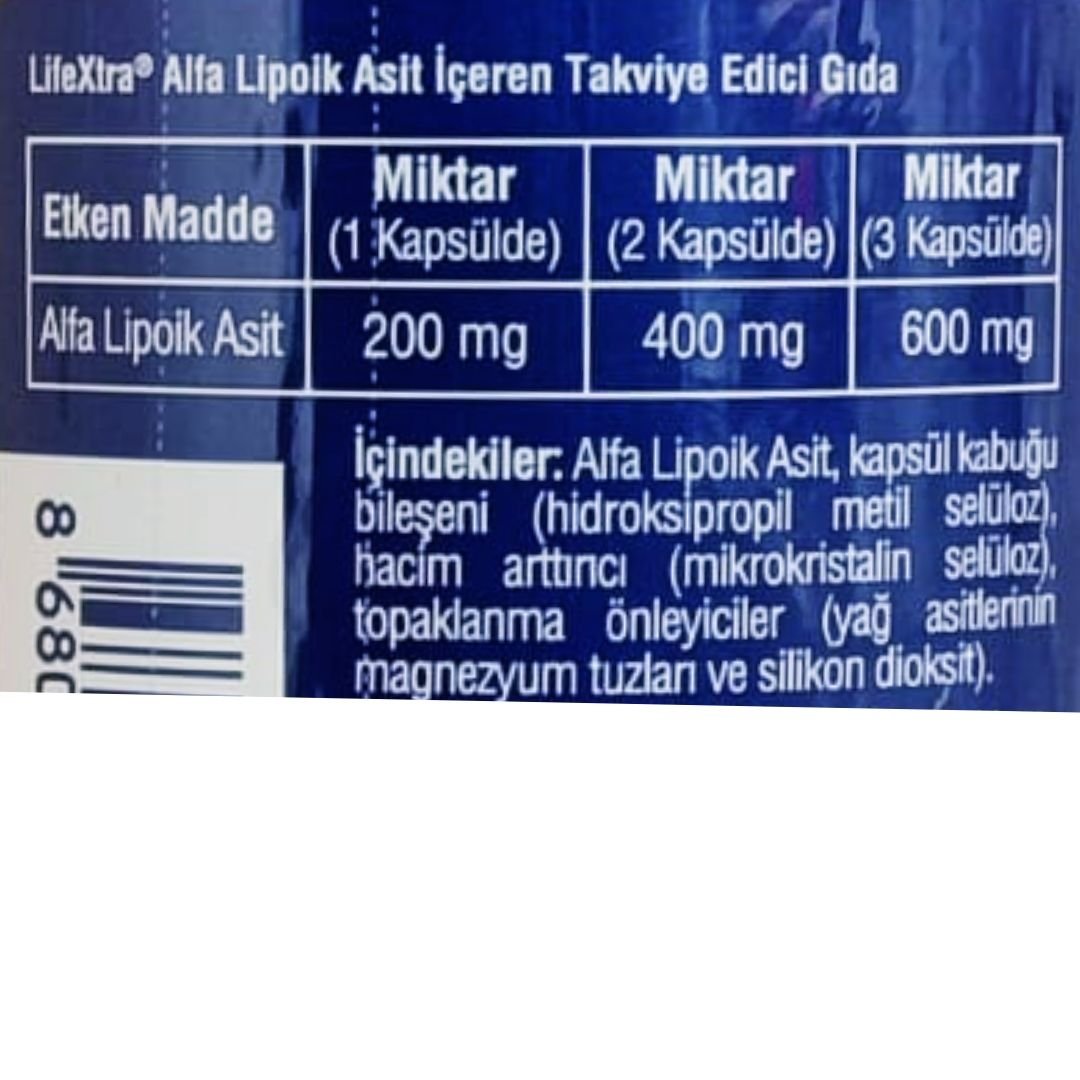 LifeXtra® Alfa Lipoik Asit İçeren Takviye Edici Gıda
Etken Madde Miktar (1 Kapsülde) Miktar (2 Kapsülde) Miktar (3 Kapsülde)
Alfa Lipoik Asit 200 mg 400 mg 600 mg
İçindekiler: Alfa Lipoik Asit, kapsül kabuğu
bileşeni (hidroksipropil metil selüloz),
hacim arttırıcı (mikrokristalin selüloz),
topaklanma önleyiciler (yağ asitlerinin
magnezyum tuzları ve silikon dioksit).
8 680